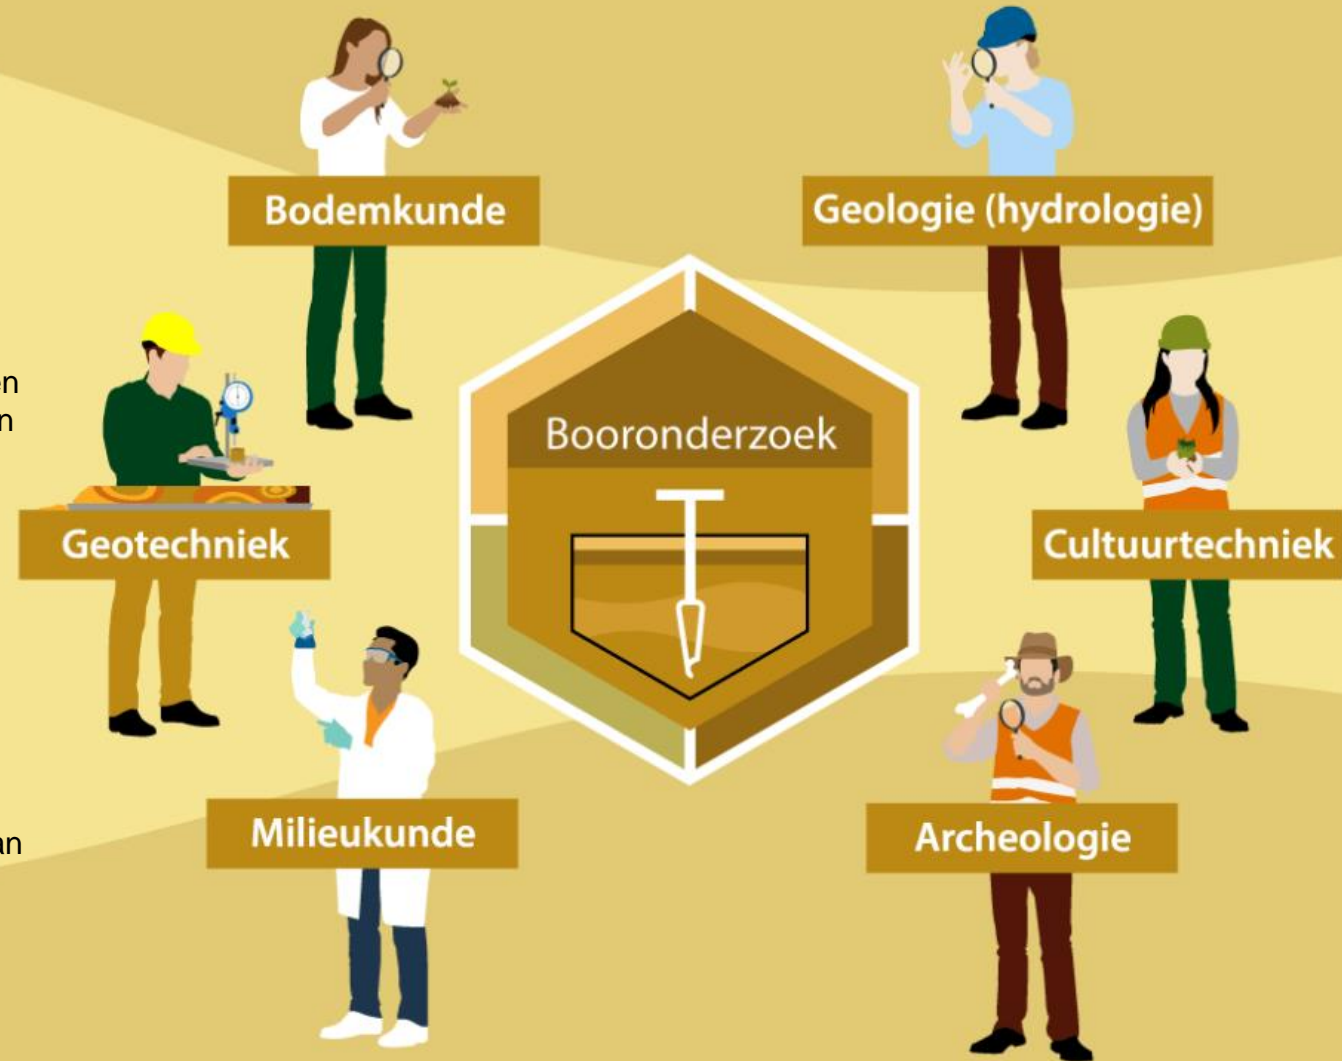 Bodemkunde
Geologie (hydrologie)
Booronderzoek
Geotechniek
Cultuurtechniek
Milieukunde
Archeologie